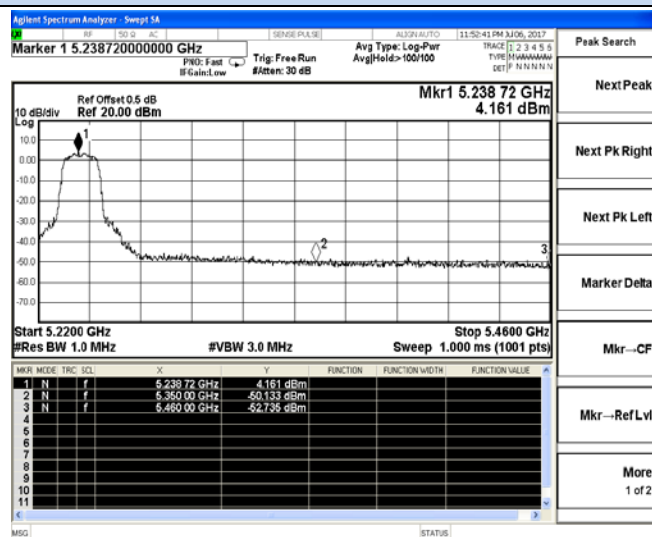 Agilent Spectrum Analyzer - Swept SA
RF 50 Ω AC SENSE:PULSE ALIGN AUTO 11:52:41 PM Jul 06, 2017
Marker 1 5.238720000000 GHz
PNO: Fast Trig: Free Run Avg Type: Log-Pwr TRACE 1 2 3 4 5 6
IFGain:Low #Atten: 30 dB Avg|Hold:>100/100 TYPE MWWWWW
DET P N N N N N
Ref Offset 0.5 dB Mkr1 5.238 72 GHz
10 dB/div Ref 20.00 dBm 4.161 dBm
Log
10.0
0.00
-10.0
-20.0
-30.0
-40.0
-50.0
-60.0
-70.0
1
2
3
Start 5.2200 GHz Stop 5.4600 GHz
#Res BW 1.0 MHz #VBW 3.0 MHz Sweep 1.000 ms (1001 pts)
MKR MODE TRC SCL X Y FUNCTION FUNCTION WIDTH FUNCTION VALUE
1 N f 5.238 72 GHz 4.161 dBm
2 N f 5.350 00 GHz -50.133 dBm
3 N f 5.460 00 GHz -52.735 dBm
4
5
6
7
8
9
10
11
MSG STATUS
Peak Search
Next Peak
Next Pk Right
Next Pk Left
Marker Delta
Mkr→CF
Mkr→Ref Lvl
More
1 of 2